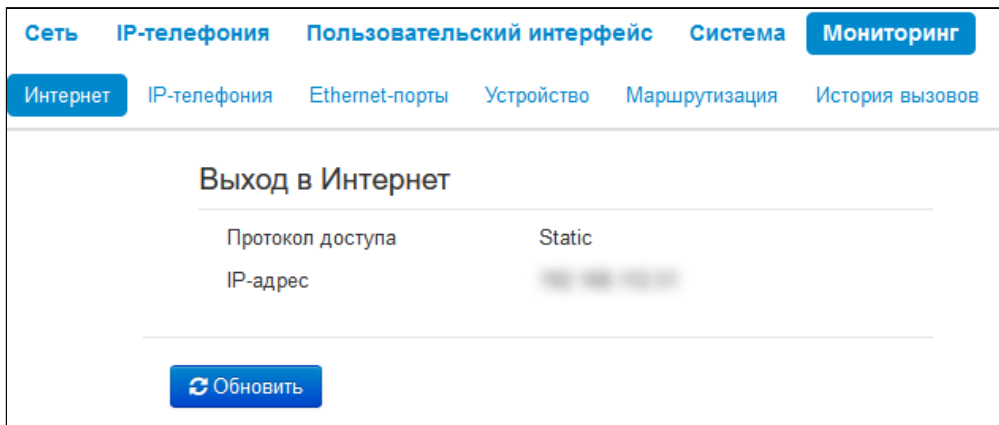 Сеть IP-телефония Пользовательский интерфейс Система Мониторинг
Интернет IP-телефония Ethernet-порты Устройство Маршрутизация История вызовов
Выход в Интернет
Протокол доступа Static
IP-адрес
Обновить